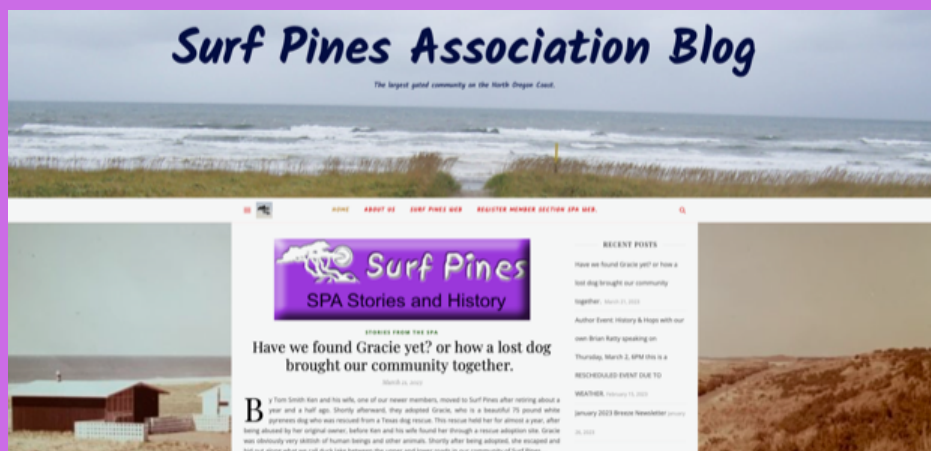 Surf Pines Association Blog
The largest gated community on the North Oregon Coast.
HOME ABOUT US SURF PINES WEB REGISTER MEMBER SECTION SPA WEB.
Surf Pines
SPA Stories and History
STORIES FROM THE SPA
Have we found Gracie yet? or how a lost dog
brought our community together.
By Tom Smith Ken and his wife, one of our newer members, moved to Surf Pines after retiring about a
year and a half ago. Shortly afterward, they adopted Gracie, who is a beautiful 75 pound white
pyrenees dog who was rescued from a Texas dog rescue. This rescue held her for almost a year, after
being abused by her original owner, before Ken and his wife found her through a rescue adoption site. Gracie
was obviously very skittish of human beings and other animals. Shortly after being adopted, she escaped and
RECENT POSTS
Have we found Gracie yet? or how a
lost dog brought our community
together. March 21, 2023
Author Event: History & Hops with our
own Brian Ratty speaking on
Thursday, March 2, 6PM this is a
RESCHEDULED EVENT DUE TO
WEATHER. February 15, 2023
January 2023 Breeze Newsletter January